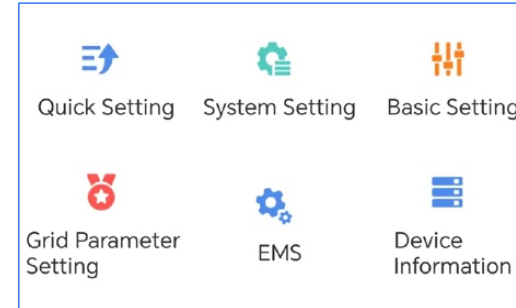 Quick Setting
System Setting
Basic Setting
Grid Parameter
Setting
EMS
Device
Information